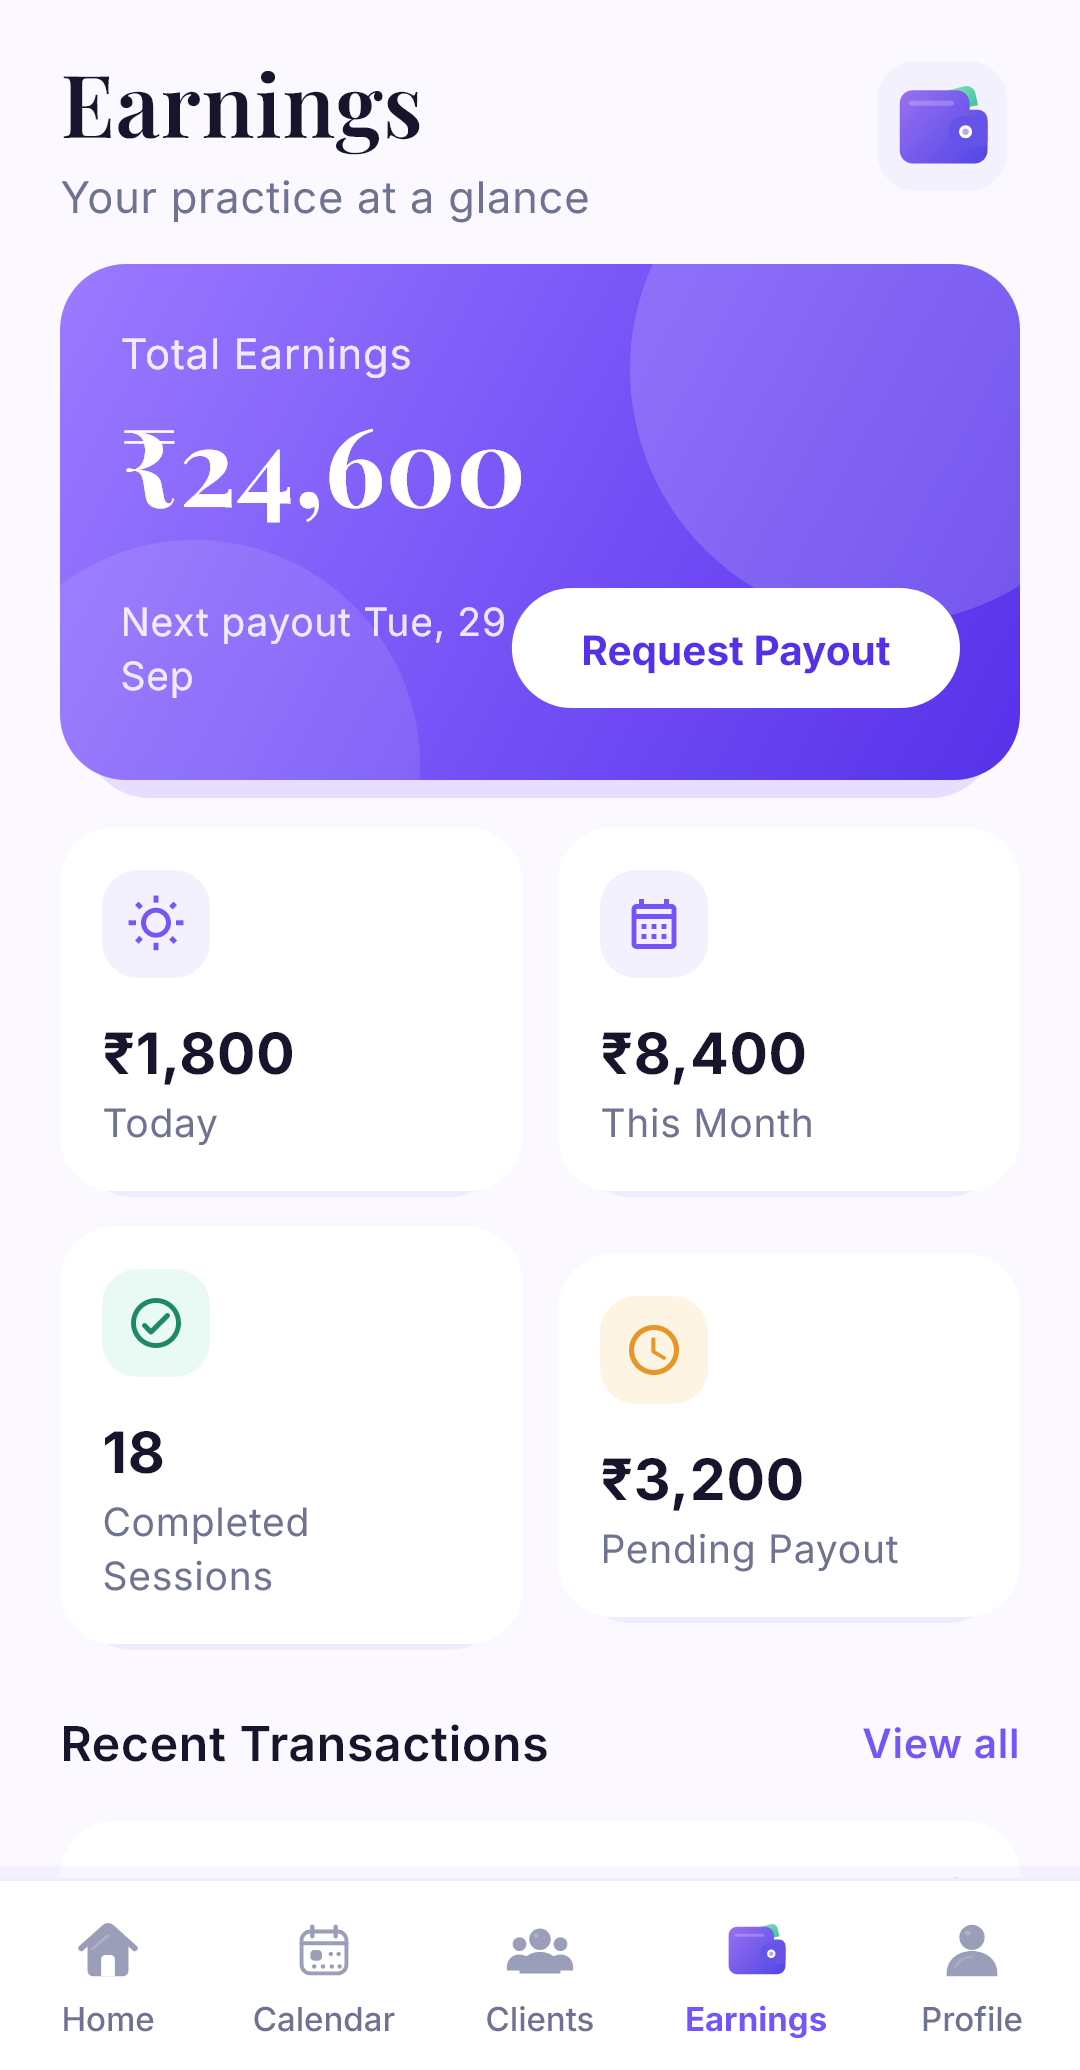 Earnings
Your practice at a glance
Total Earnings
₹24,600
Next payout Tue, 29
Sep
Request Payout
₹1,800
Today
₹8,400
This Month
18
Completed
Sessions
₹3,200
Pending Payout
Recent Transactions
View all
Home
Calendar
Clients
Earnings
Profile